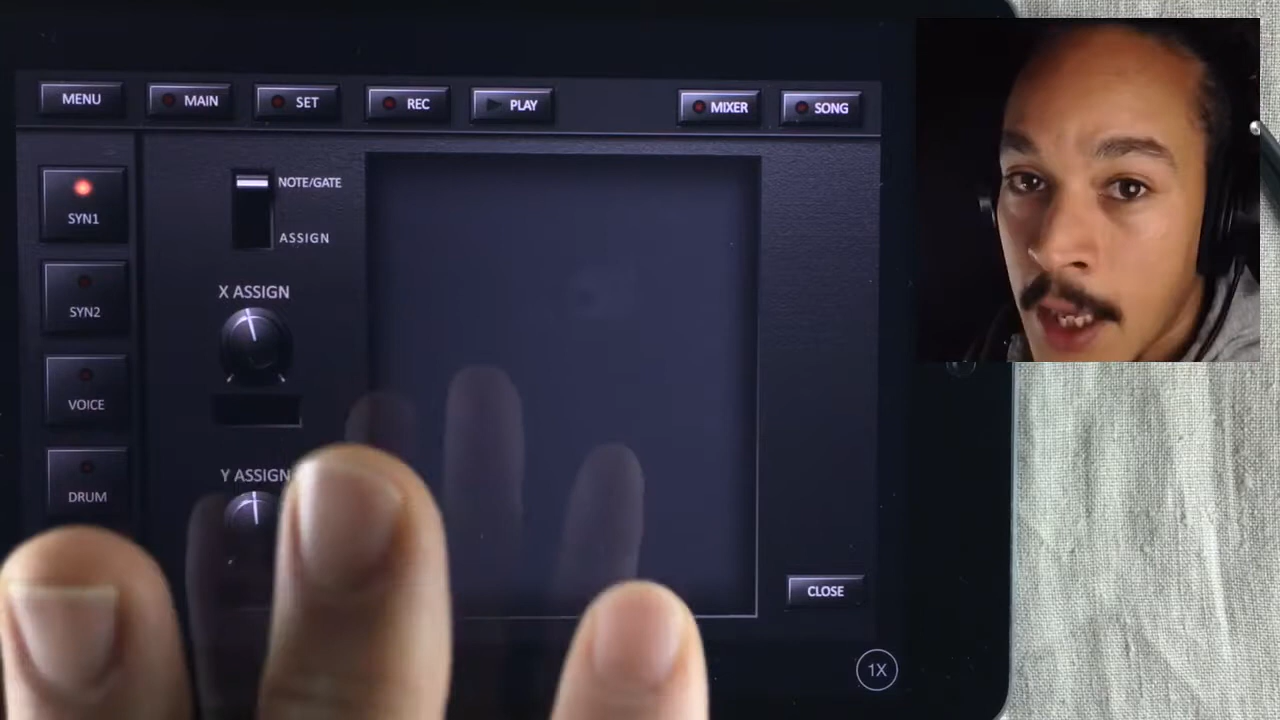 MENU
MAIN
SET
REC
PLAY
MIXER
SONG
SYN1
SYN2
VOICE
DRUM
NOTE/GATE
ASSIGN
X ASSIGN
Y ASSIGN
CLOSE
1X